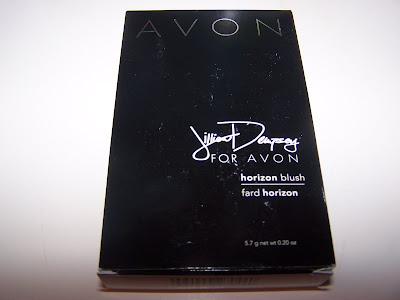 AVON
Jillian Dempsey
FOR AVON
horizon blush
fard horizon
5.7 g net wt 0.20 oz